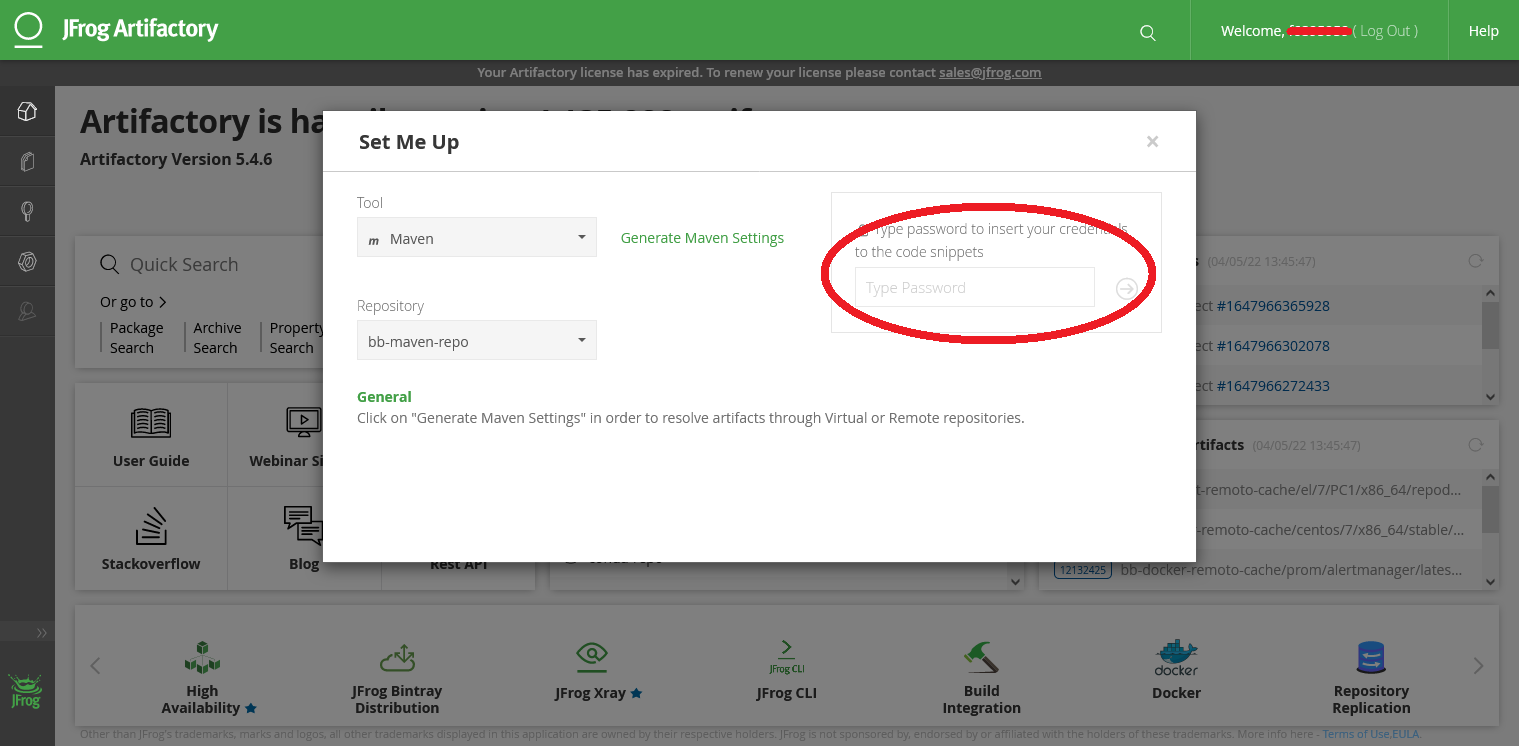 JFrog Artifactory
Welcome, ( Log Out )
Help
Your Artifactory license has expired. To renew your license please contact sales@jfrog.com
Artifactory is ha
Artifactory Version 5.4.6
Set Me Up
×
Tool
m Maven
Generate Maven Settings
Type password to insert your credentials
to the code snippets
Type Password
Repository
bb-maven-repo
General
Click on "Generate Maven Settings" in order to resolve artifacts through Virtual or Remote repositories.
Quick Search
Or go to
Package
Search
Archive
Search
Property
Search
User Guide
Webinar Si
Stackoverflow
Blog
Rest API
s (04/05/22 13:45:47)
ect #1647966365928
ect #1647966302078
ect #1647966272433
rtifacts (04/05/22 13:45:47)
t-remoto-cache/el/7/PC1/x86_64/repod...
-remoto-cache/centos/7/x86_64/stable/...
12132425 bb-docker-remoto-cache/prom/alertmanager/lates...
High
Availability
JFrog Bintray
Distribution
JFrog Xray
JFrog CLI
JFrog CLI
Build
Integration
docker
Docker
Repository
Replication
JFrog
Other than JFrog's trademarks, marks and logos, all other trademarks displayed in this application are owned by their respective holders. JFrog is not sponsored by, endorsed by or affiliated with the holders of these trademarks. More info here - Terms of Use,EULA.